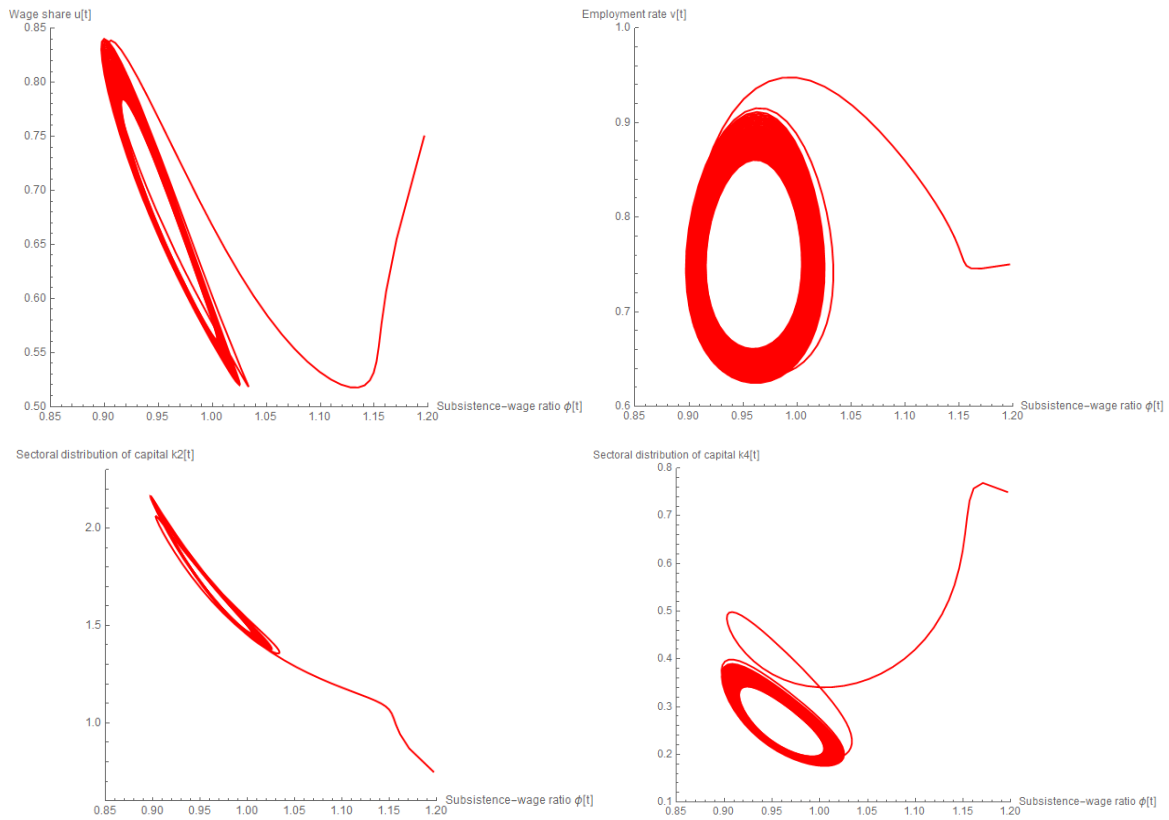 Wage share u[t]
0.85
0.80
0.75
0.70
0.65
0.60
0.55
0.50
0.85 0.90 0.95 1.00 1.05 1.10 1.15 1.20
Subsistence-wage ratio ϕ[t]
Employment rate v[t]
1.0
0.9
0.8
0.7
0.6
0.85 0.90 0.95 1.00 1.05 1.10 1.15 1.20
Subsistence-wage ratio ϕ[t]
Sectoral distribution of capital k2[t]
2.0
1.5
1.0
0.85 0.90 0.95 1.00 1.05 1.10 1.15 1.20
Subsistence-wage ratio ϕ[t]
Sectoral distribution of capital k4[t]
0.8
0.7
0.6
0.5
0.4
0.3
0.2
0.1
0.85 0.90 0.95 1.00 1.05 1.10 1.15 1.20
Subsistence-wage ratio ϕ[t]